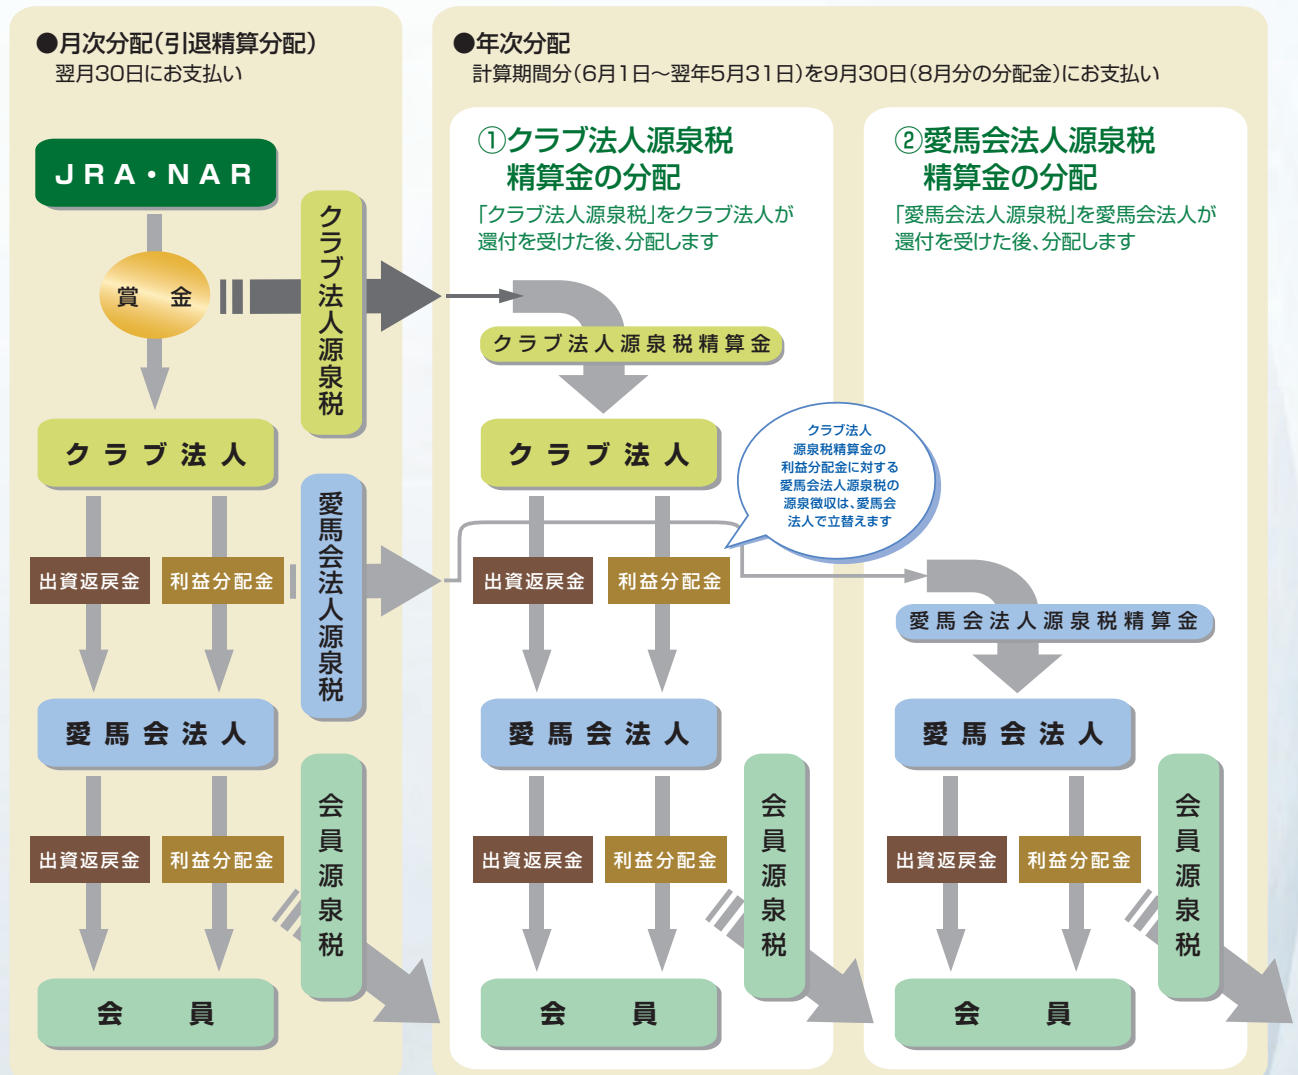 ●月次分配(引退精算分配)
翌月30日にお支払い
JRA・NAR
賞金
クラブ法人源泉税
クラブ法人
愛馬会法人源泉税
出資返戻金
利益分配金
愛馬会法人
出資返戻金
利益分配金
会員源泉税
会員
●年次分配
計算期間分(6月1日～翌年5月31日)を9月30日(8月分の分配金)にお支払い
①クラブ法人源泉税
精算金の分配
「クラブ法人源泉税」をクラブ法人が
還付を受けた後、分配します
クラブ法人源泉税精算金
クラブ法人
クラブ法人
源泉税精算金の
利益分配金に対する
愛馬会法人源泉税の
源泉徴収は、愛馬会
法人で立替えます
出資返戻金
利益分配金
愛馬会法人
出資返戻金
利益分配金
会員源泉税
会員
②愛馬会法人源泉税
精算金の分配
「愛馬会法人源泉税」を愛馬会法人が
還付を受けた後、分配します
愛馬会法人源泉税精算金
愛馬会法人
出資返戻金
利益分配金
会員源泉税
会員